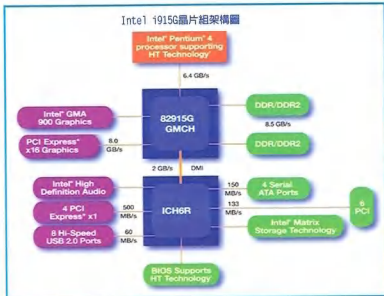 Intel i915G晶片組架構圖
Intel® Pentium® 4
processor supporting
HT Technology
6.4 GB/s
Intel® GMA
900 Graphics
82915G
GMCH
DDR/DDR2
8.5 GB/s
PCI Express*
x16 Graphics
8.0
GB/s
DDR/DDR2
2 GB/s
DMI
Intel® High
Definition Audio
150
MB/s
4 Serial
ATA Ports
4 PCI
Express* x1
500
MB/s
ICH6R
133
MB/s
6
PCI
8 Hi-Speed
USB 2.0 Ports
60
MB/s
Intel® Matrix
Storage Technology
BIOS Supports
HT Technology